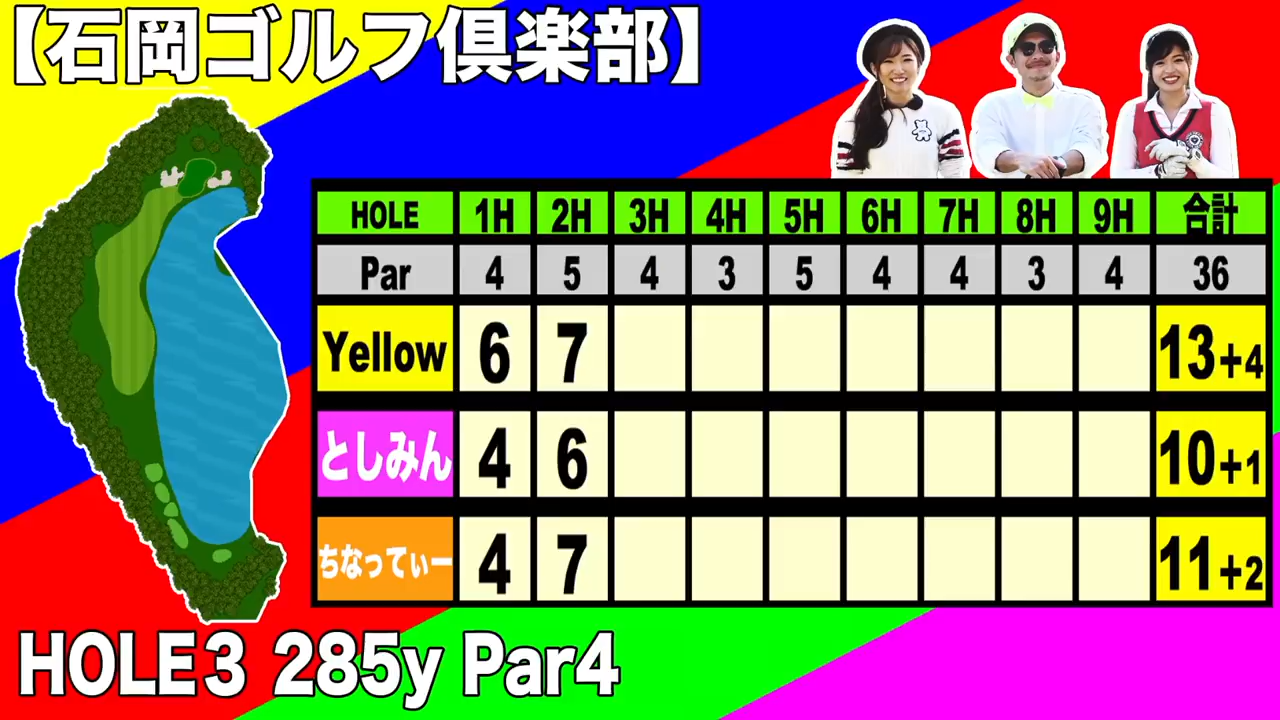 【石岡ゴルフ倶楽部】
HOLE 1H 2H 3H 4H 5H 6H 7H 8H 9H 合計
Par 4 5 4 3 5 4 4 3 4 36
Yellow 6 7 13+4
としみん 4 6 10+1
ちなってぃー 4 7 11+2
HOLE3 285y Par4